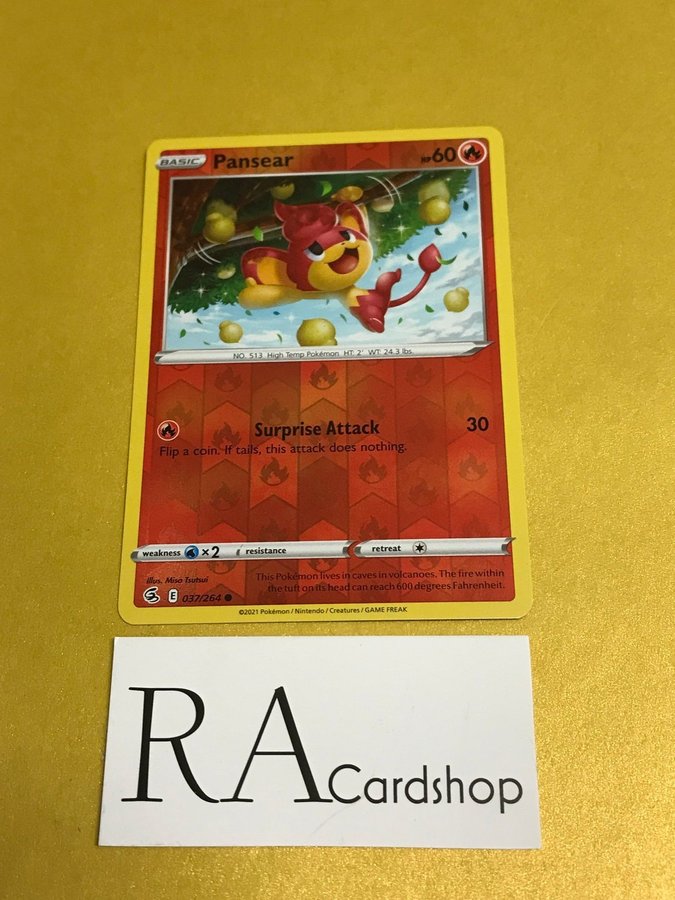 BASIC Pansear HP 60
NO. 513 High Temp Pokémon HT: 2' WT: 24.3 lbs
Surprise Attack 30
Flip a coin. If tails, this attack does nothing.
weakness ×2 resistance retreat
illus. Miso Tsutsui
This Pokémon lives in caves in volcanoes. The fire within
the tuft on its head can reach 600 degrees Fahrenheit.
E 037/264
©2021 Pokémon / Nintendo / Creatures / GAME FREAK
RA Cardshop